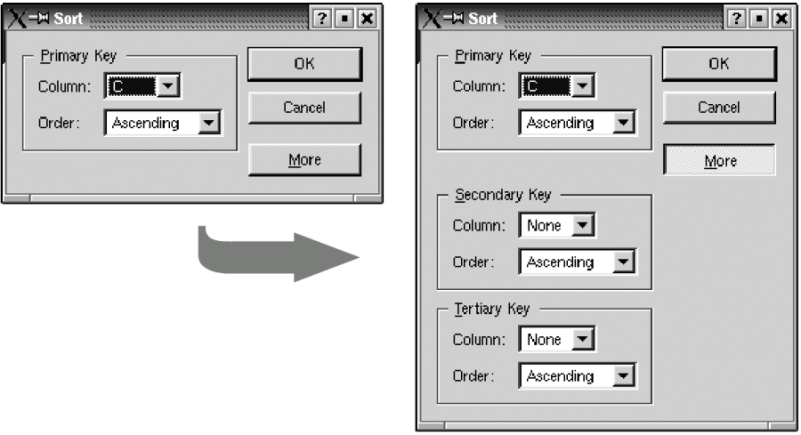 Sort
?
Primary Key
Column: C
Order: Ascending
OK
Cancel
More
Sort
?
Primary Key
Column: C
Order: Ascending
OK
Cancel
More
Secondary Key
Column: None
Order: Ascending
Tertiary Key
Column: None
Order: Ascending